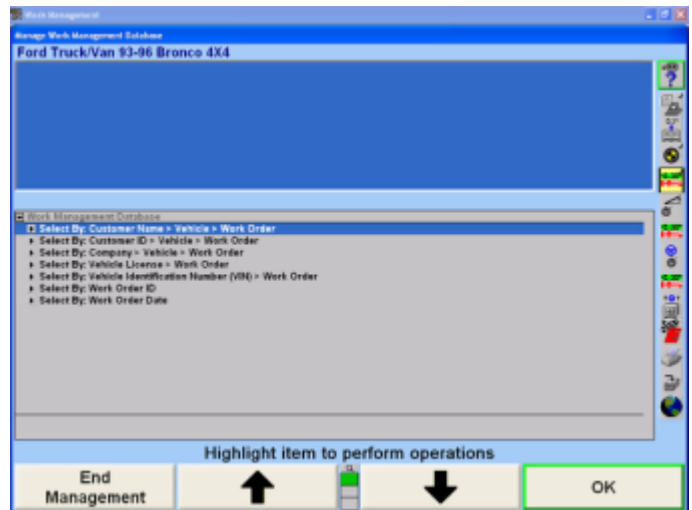 Work Management
Manage Work Management Database
Ford Truck/Van 93-96 Bronco 4X4
Work Management Database
Select By: Customer Name > Vehicle > Work Order
Select By: Customer ID > Vehicle > Work Order
Select By: Company > Vehicle > Work Order
Select By: Vehicle License > Work Order
Select By: Vehicle Identification Number (VIN) > Work Order
Select By: Work Order ID
Select By: Work Order Date
Highlight item to perform operations
End
Management
OK